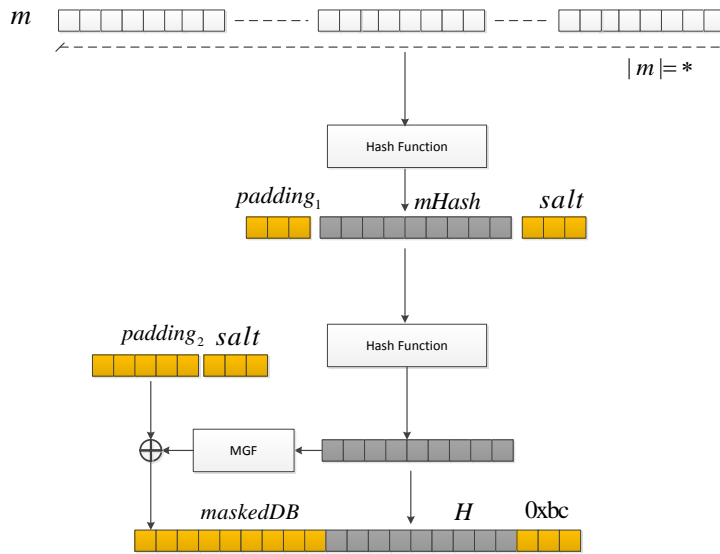 m
|m|=*
Hash Function
padding₁ mHash salt
Hash Function
padding₂ salt
MGF
maskedDB H 0xbc